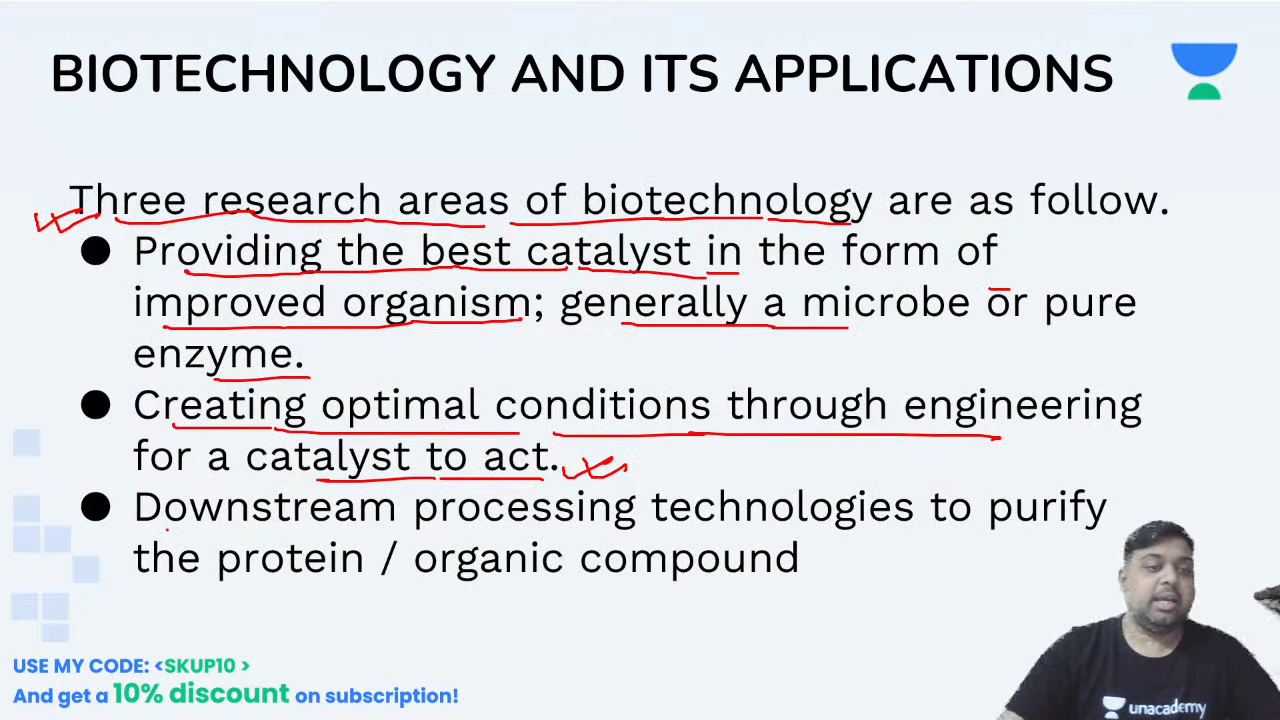 BIOTECHNOLOGY AND ITS APPLICATIONS
Three research areas of biotechnology are as follow.
● Providing the best catalyst in the form of
improved organism; generally a microbe or pure
enzyme.
● Creating optimal conditions through engineering
for a catalyst to act.
● Downstream processing technologies to purify
the protein / organic compound
USE MY CODE: <SKUP10 >
And get a 10% discount on subscription!
unacademy